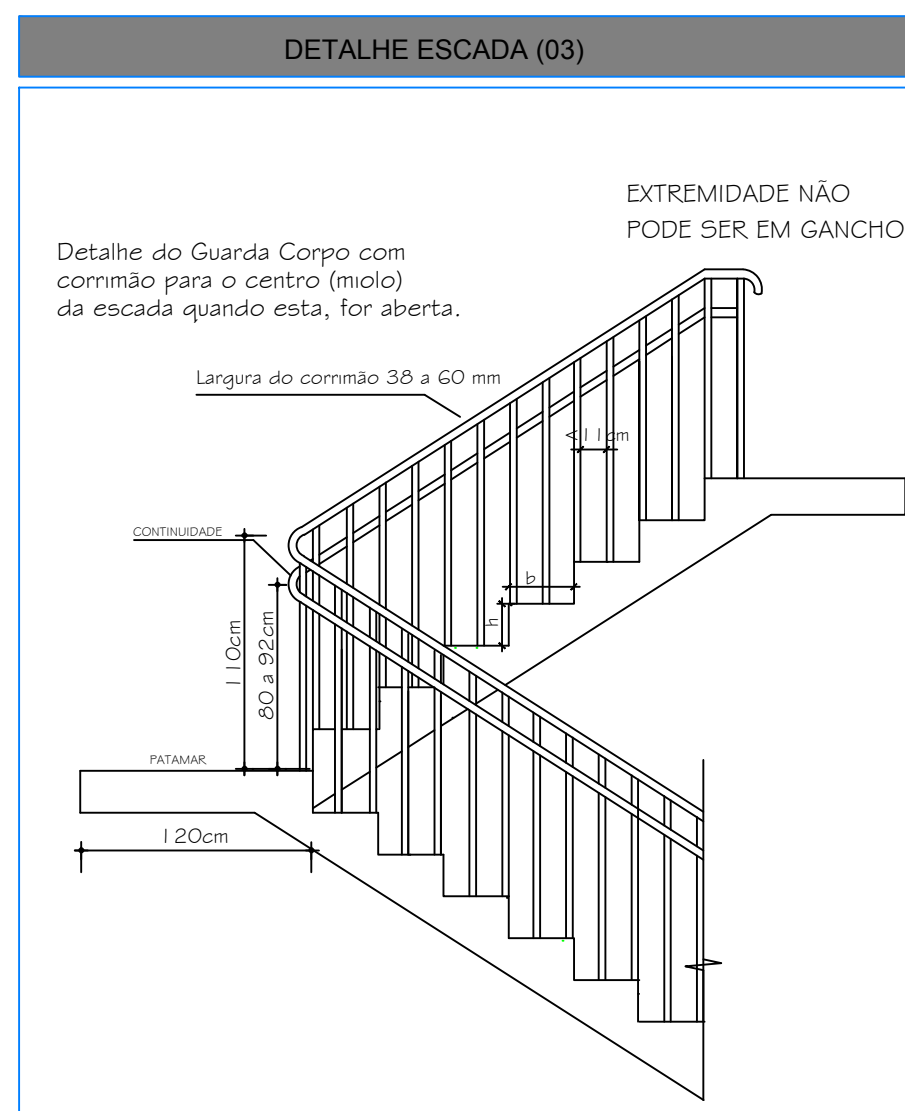 DETALHE ESCADA (03)
EXTREMIDADE NÃO
PODE SER EM GANCHO
Detalhe do Guarda Corpo com
corrimão para o centro (miolo)
da escada quando esta, for aberta.
Largura do corrimão 38 a 60 mm
<11cm
CONTINUIDADE
b
h
110cm
80 a 92cm
PATAMAR
120cm